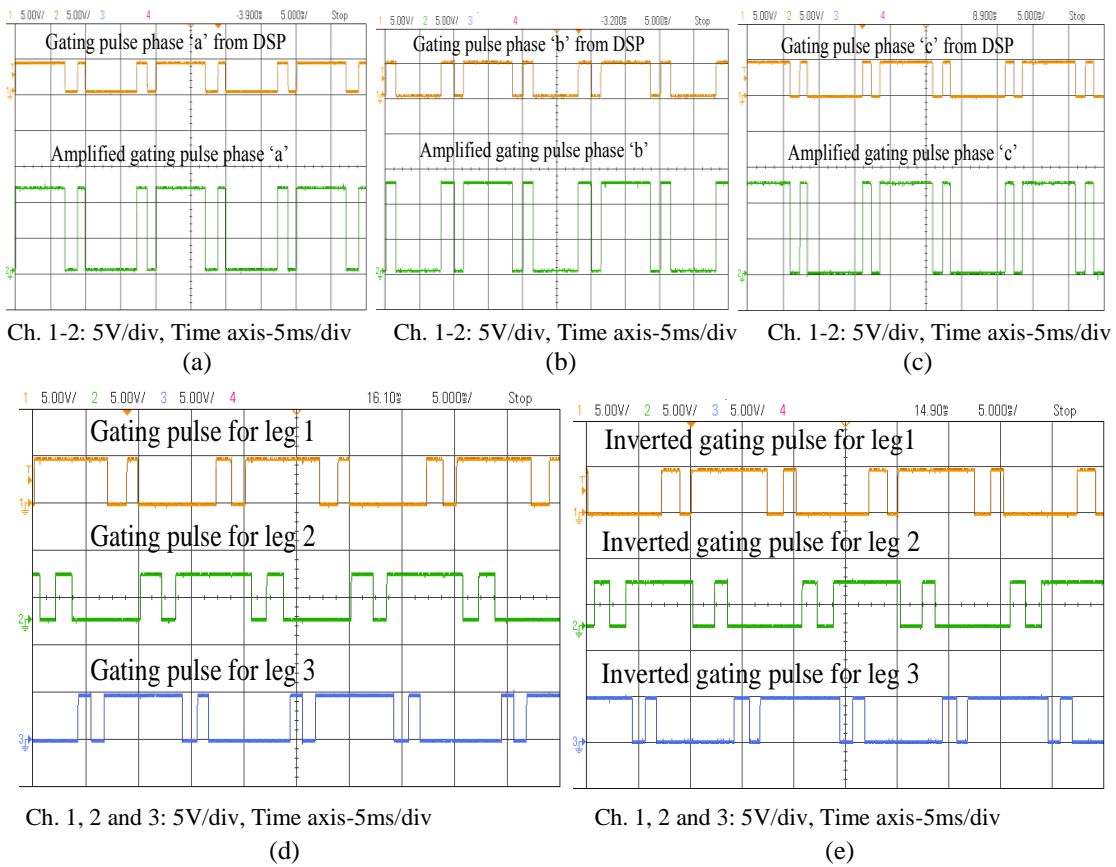 1 5.00V/ 2 5.00V/ 3 4 -3.900s 5.000s/ Stop
Gating pulse phase ‘a’ from DSP
Amplified gating pulse phase ‘a’
Ch. 1-2: 5V/div, Time axis-5ms/div
(a)
1 5.00V/ 2 5.00V/ 3 4 -3.200s 5.000s/ Stop
Gating pulse phase ‘b’ from DSP
Amplified gating pulse phase ‘b’
Ch. 1-2: 5V/div, Time axis-5ms/div
(b)
1 5.00V/ 2 5.00V/ 3 4 8.900s 5.000s/ Stop
Gating pulse phase ‘c’ from DSP
Amplified gating pulse phase ‘c’
Ch. 1-2: 5V/div, Time axis-5ms/div
(c)
1 5.00V/ 2 5.00V/ 3 5.00V/ 4 16.10s 5.000s/ Stop
Gating pulse for leg 1
Gating pulse for leg 2
Gating pulse for leg 3
Ch. 1, 2 and 3: 5V/div, Time axis-5ms/div
(d)
1 5.00V/ 2 5.00V/ 3 5.00V/ 4 14.90s 5.000s/ Stop
Inverted gating pulse for leg1
Inverted gating pulse for leg 2
Inverted gating pulse for leg 3
Ch. 1, 2 and 3: 5V/div, Time axis-5ms/div
(e)